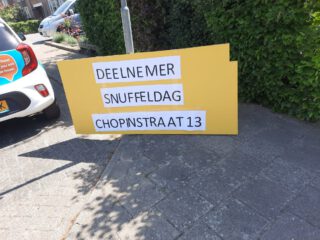 DEELNEMER
SNUFFELDAG
CHOPINSTRAAT 13